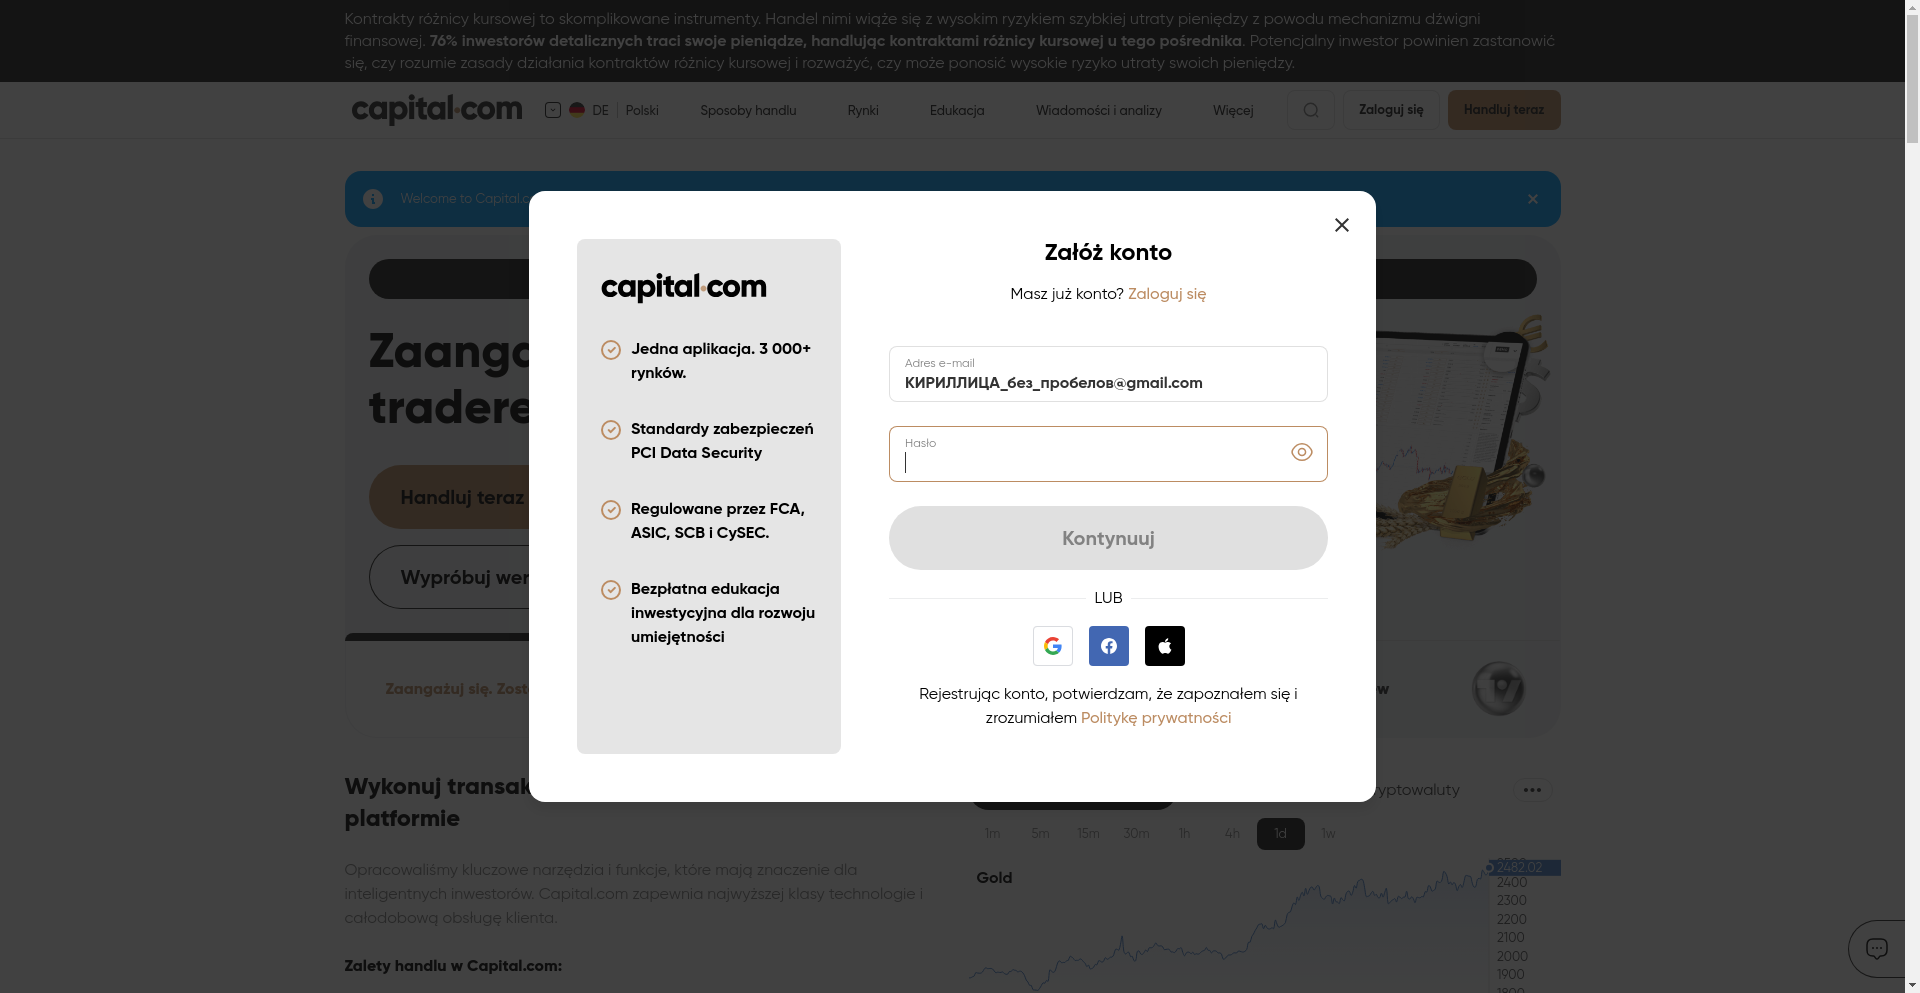 Kontrakty różnicy kursowej to skomplikowane instrumenty. Handel nimi wiąże się z wysokim ryzykiem szybkiej utraty pieniędzy z powodu mechanizmu dźwigni
finansowej. 76% inwestorów detalicznych traci swoje pieniądze, handlując kontraktami różnicy kursowej u tego pośrednika. Potencjalny inwestor powinien zastanowić
się, czy rozumie zasady działania kontraktów różnicy kursowej i rozważyć, czy może ponosić wysokie ryzyko utraty swoich pieniędzy.
capital.com
DE
Polski
Sposoby handlu
Rynki
Edukacja
Wiadomości i analizy
Więcej
Zaloguj się
Handluj teraz
Welcome to Capital.c
Zaanga
tradere
Handluj teraz
Wypróbuj wer
Zaangażuj się. Zost
capital.com
Jedna aplikacja. 3 000+
rynków.
Standardy zabezpieczeń
PCI Data Security
Regulowane przez FCA,
ASIC, SCB i CySEC.
Bezpłatna edukacja
inwestycyjna dla rozwoju
umiejętności
Załóż konto
Masz już konto? Zaloguj się
Adres e-mail
КИРИЛЛИЦА_без_пробелов@gmail.com
Hasło
Kontynuuj
LUB
Rejestrując konto, potwierdzam, że zapoznałem się i
zrozumiałem Politykę prywatności
Wykonuj transak
platformie
Opracowaliśmy kluczowe narzędzia i funkcje, które mają znaczenie dla
inteligentnych inwestorów. Capital.com zapewnia najwyższej klasy technologie i
całodobową obsługę klienta.
Zalety handlu w Capital.com:
ryptowaluty
1m
5m
15m
30m
1h
4h
1d
1w
Gold
2482.02
2400
2300
2200
2100
2000
1900